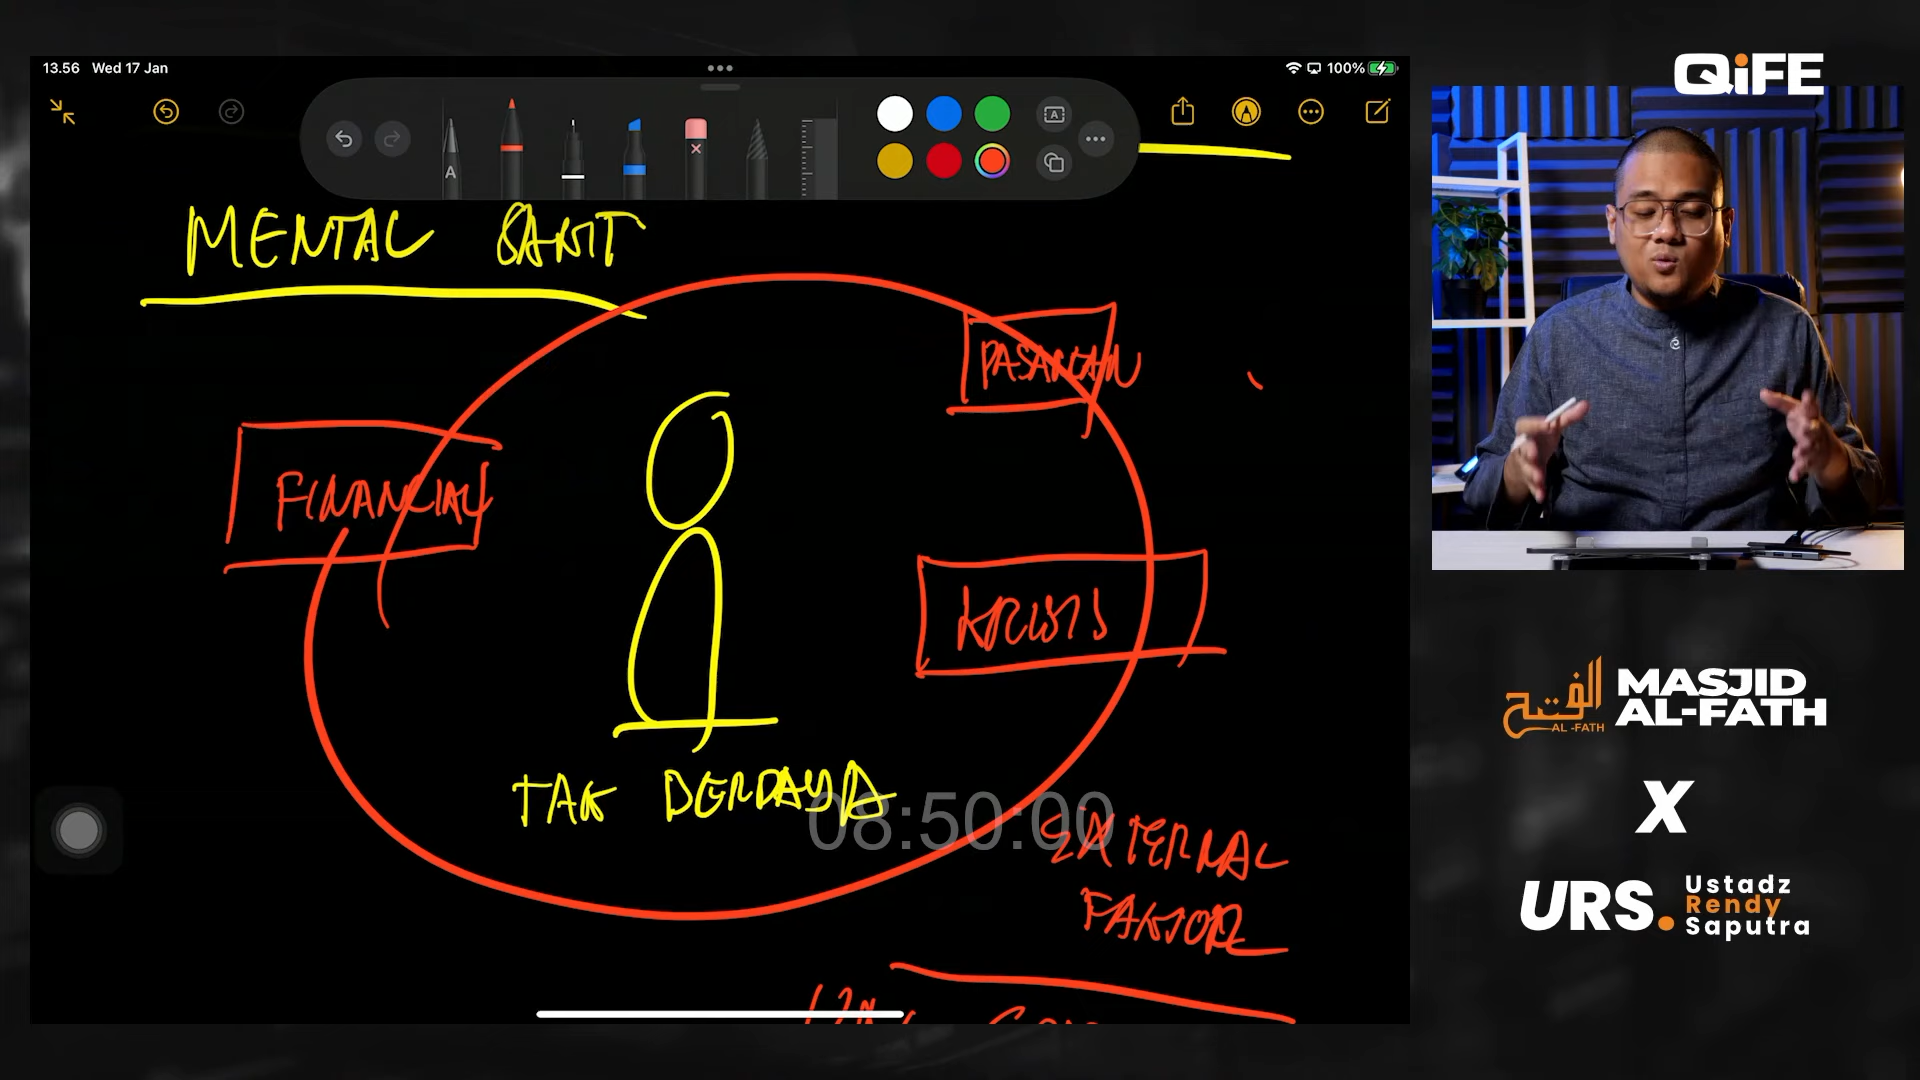 13.56 Wed 17 Jan
100%
A
A
QiFE
MENTAL SAKIT
PASANGAN
FINANCIAL
KRISIS
TAK BERDAYA
08:50:00
EXTERNAL
FAKTOR
الفتح
AL-FATH
MASJID
AL-FATH
X
URS.
Ustadz
Rendy
Saputra